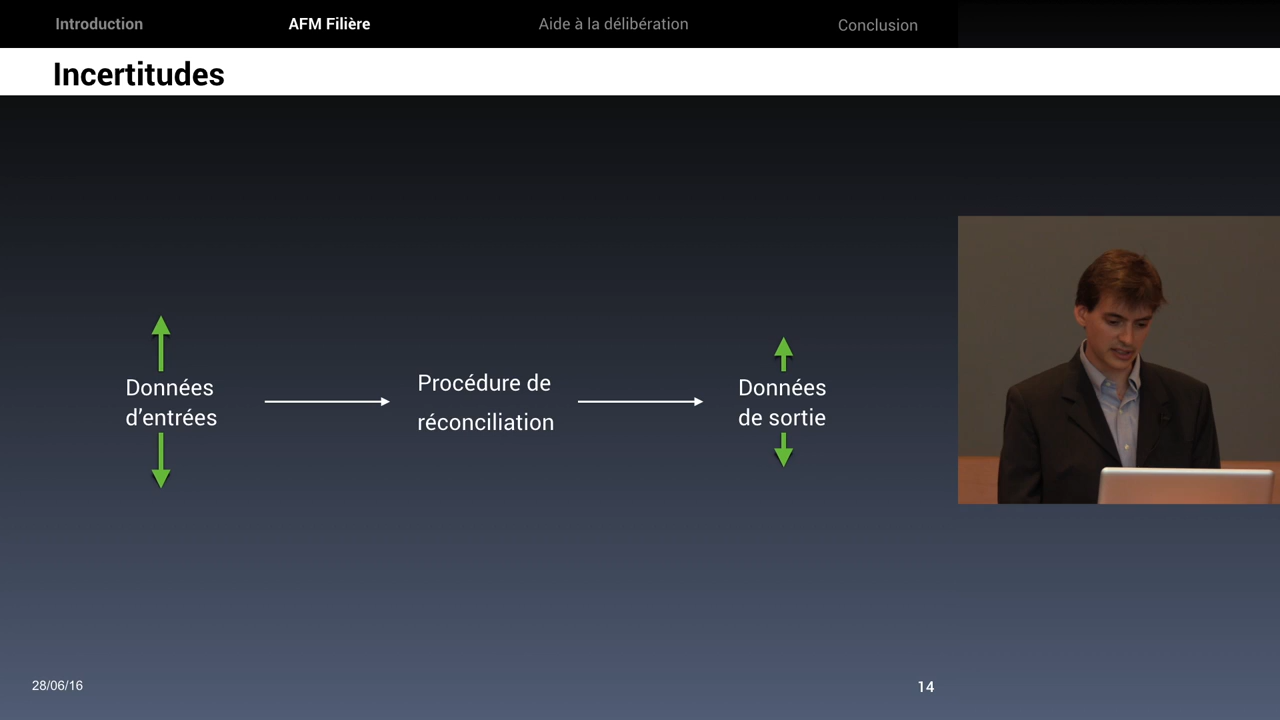 Introduction
AFM Filière
Aide à la délibération
Conclusion
Incertitudes
Données
d'entrées
Procédure de
réconciliation
Données
de sortie
28/06/16
14